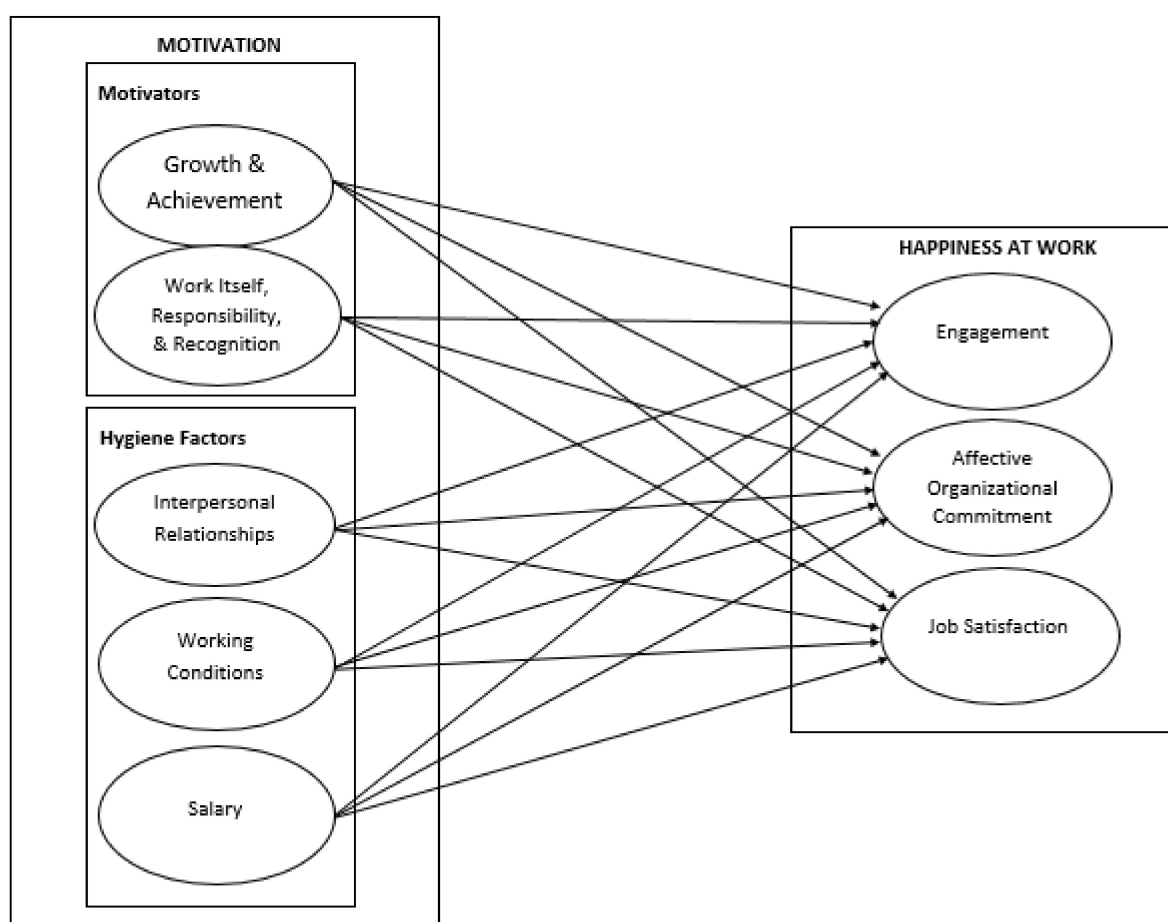 MOTIVATION
Motivators
Growth &
Achievement
Work Itself,
Responsibility,
& Recognition
Hygiene Factors
Interpersonal
Relationships
Working
Conditions
Salary
HAPPINESS AT WORK
Engagement
Affective
Organizational
Commitment
Job Satisfaction